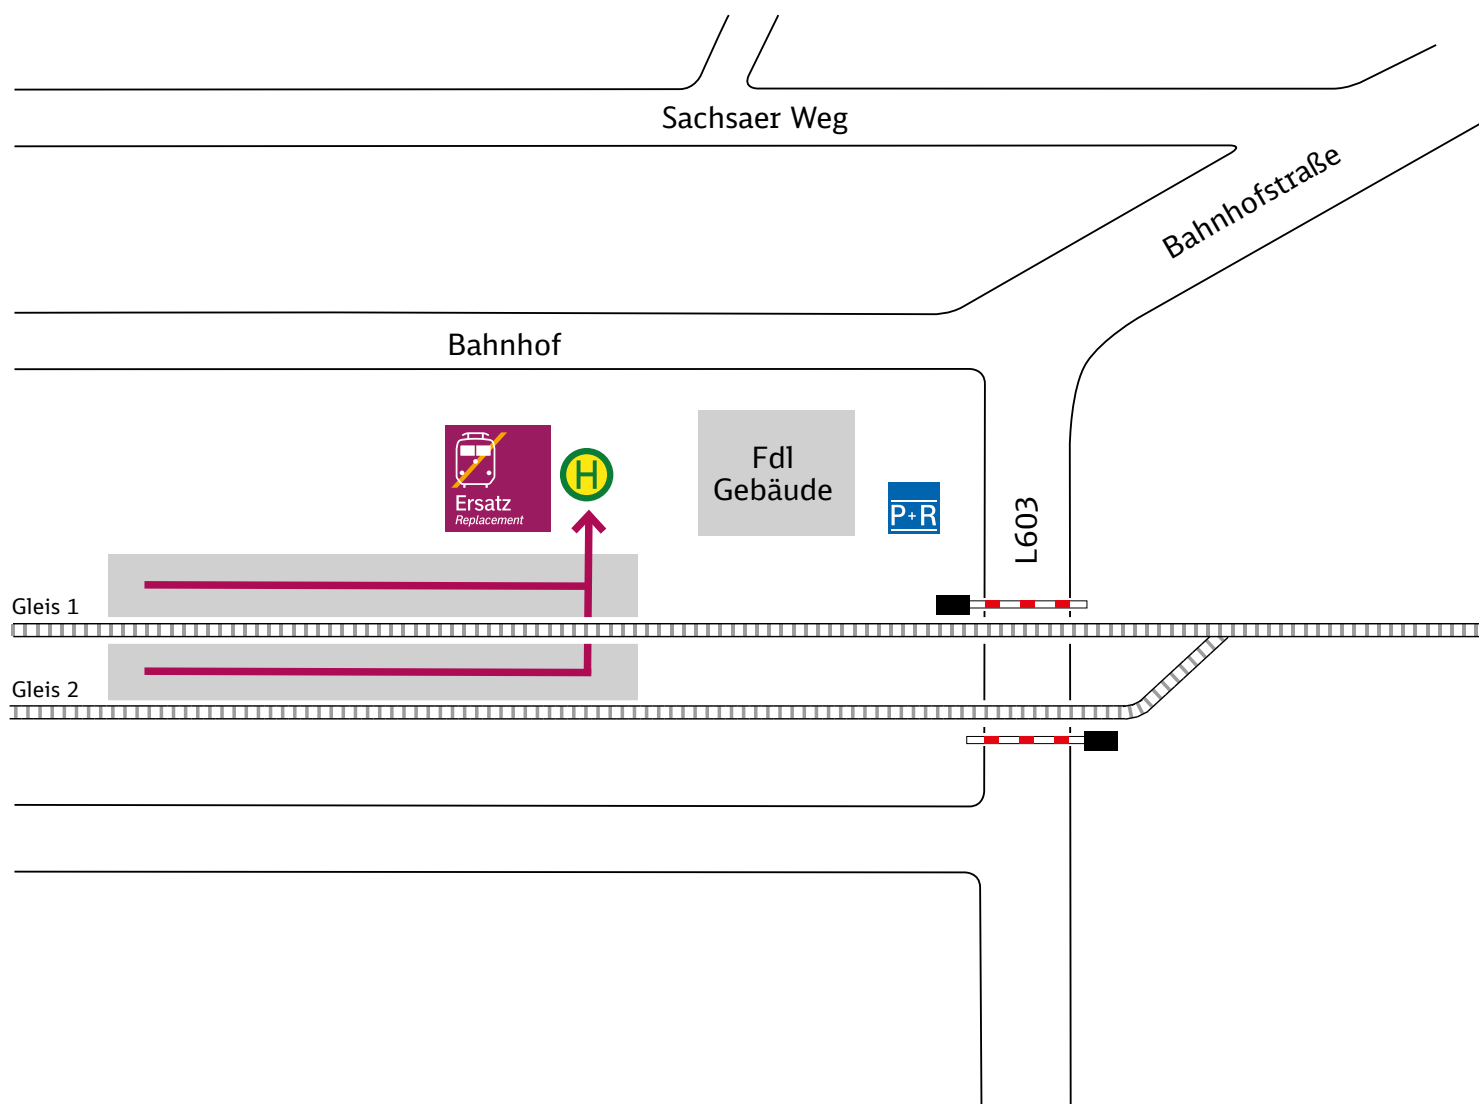 Sachsaer Weg
Bahnhofstraße
Bahnhof
Ersatz
Replacement
H
Fdl
Gebäude
P+R
L603
Gleis 1
Gleis 2